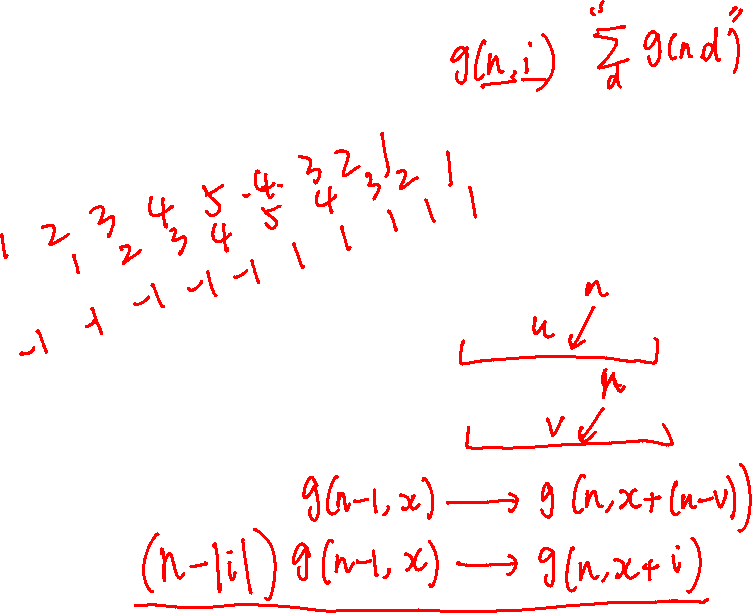 g(n,i) "∑_d g(n d)"
1 2 3 4 5 -4- 3 2 1
1 2 3 4 5 4 3 2 1
-1 -1 -1 -1 -1 1 1 1 1 1
n
u
n
v
g(n-1,x) → g(n,x+(n-v))
(n-|i|) g(n-1,x) → g(n,x+i)